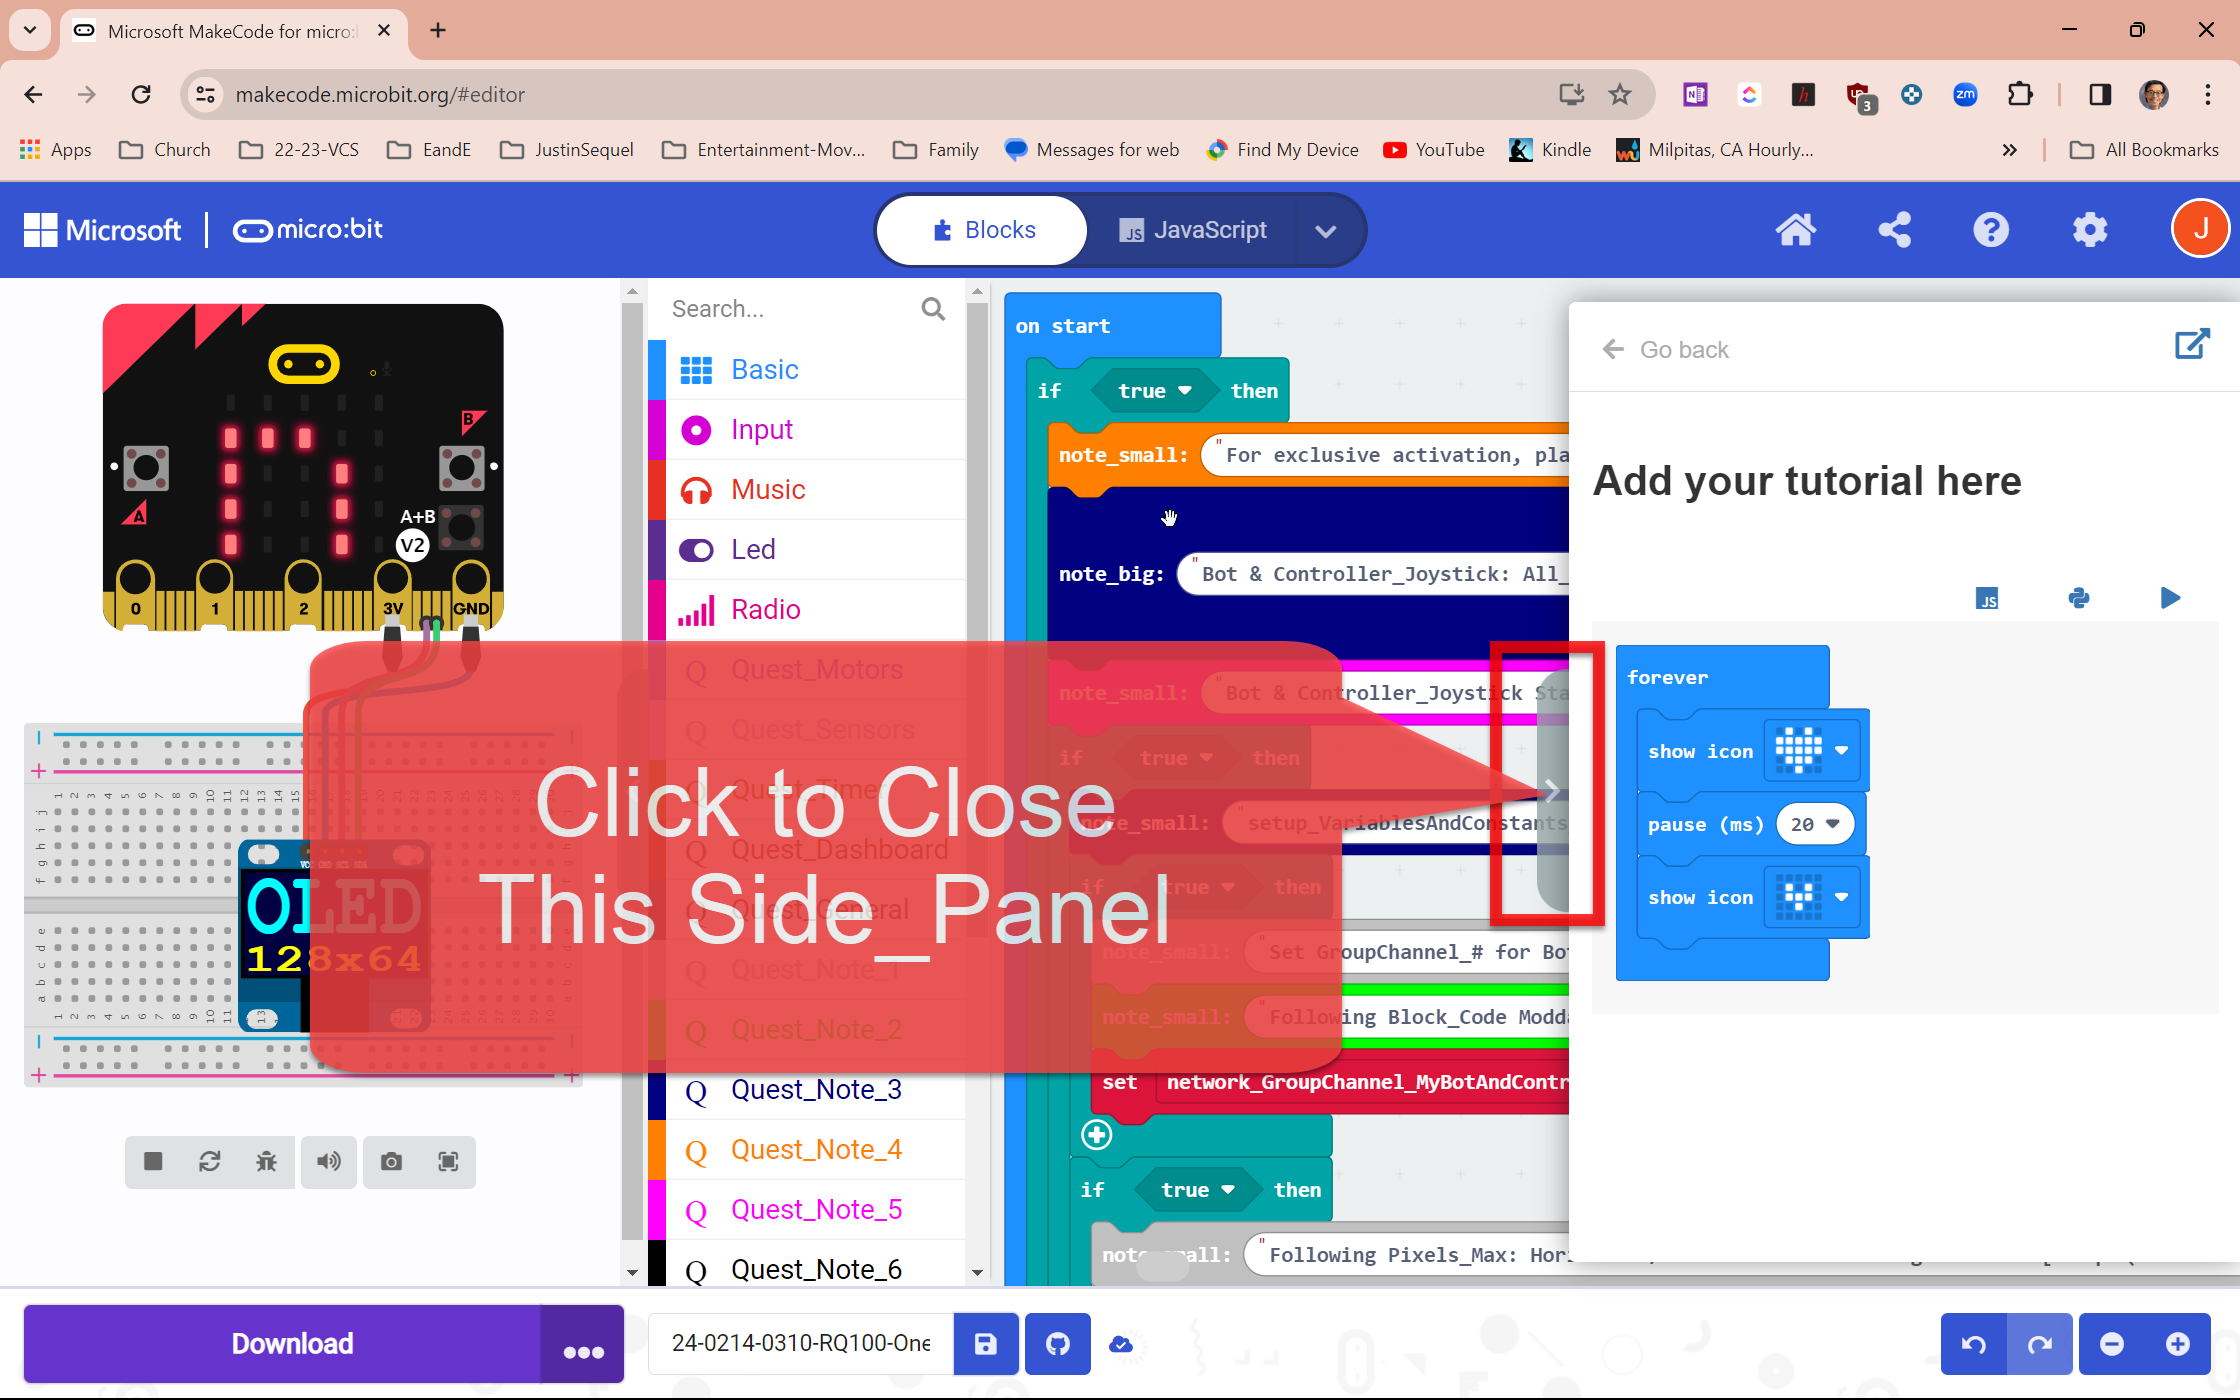 Microsoft MakeCode for micro:
makecode.microbit.org/#editor
3
zm
Apps
Church
22-23-VCS
EandE
JustinSequel
Entertainment-Mov...
Family
Messages for web
Find My Device
YouTube
Kindle
Milpitas, CA Hourly...
»
All Bookmarks
Microsoft
micro:bit
Blocks
JS JavaScript
J
Search...
Basic
Input
Music
Led
Radio
Quest_Motors
Quest_Sensors
Quest_Time
Quest_Dashboard
Quest_General
Quest_Note_1
Quest_Note_2
Quest_Note_3
Quest_Note_4
Quest_Note_5
Quest_Note_6
B
A
A+B
V2
0 1 2 3V GND
OLED
128x64
on start
if true then
note_small: "For exclusive activation, pla
note_big: "Bot & Controller_Joystick: All_
note_small: "Bot & Controller_Joystick Sta
if true then
note_small: "setup_VariablesAndConstants
if true then
note_small: "Set GroupChannel_# for Bo
note_small: "Following Block_Code Modd
set network_GroupChannel_MyBotAndContr
if true then
note_small: "Following Pixels_Max: Hor
Click to Close
This Side_Panel
Go back
Add your tutorial here
JS
forever
show icon
pause (ms) 20
show icon
Download
24-0214-0310-RQ100-One